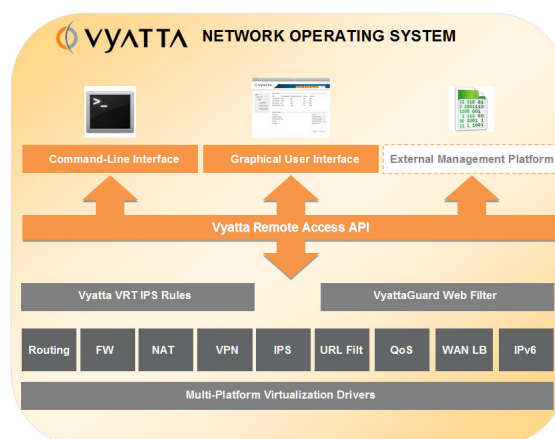 VYATTA NETWORK OPERATING SYSTEM
>_
Command-Line Interface
Graphical User Interface
External Management Platform
Vyatta Remote Access API
Vyatta VRT IPS Rules
VyattaGuard Web Filter
Routing
FW
NAT
VPN
IPS
URL Filt
QoS
WAN LB
IPv6
Multi-Platform Virtualization Drivers